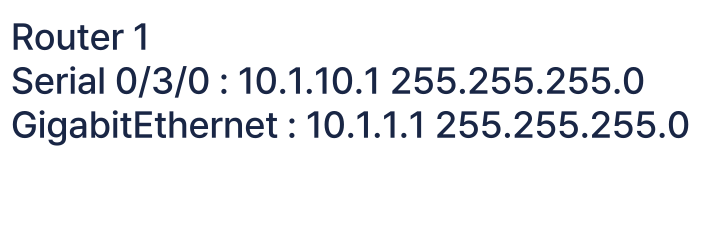 Router 1
Serial 0/3/0 : 10.1.10.1 255.255.255.0
GigabitEthernet : 10.1.1.1 255.255.255.0